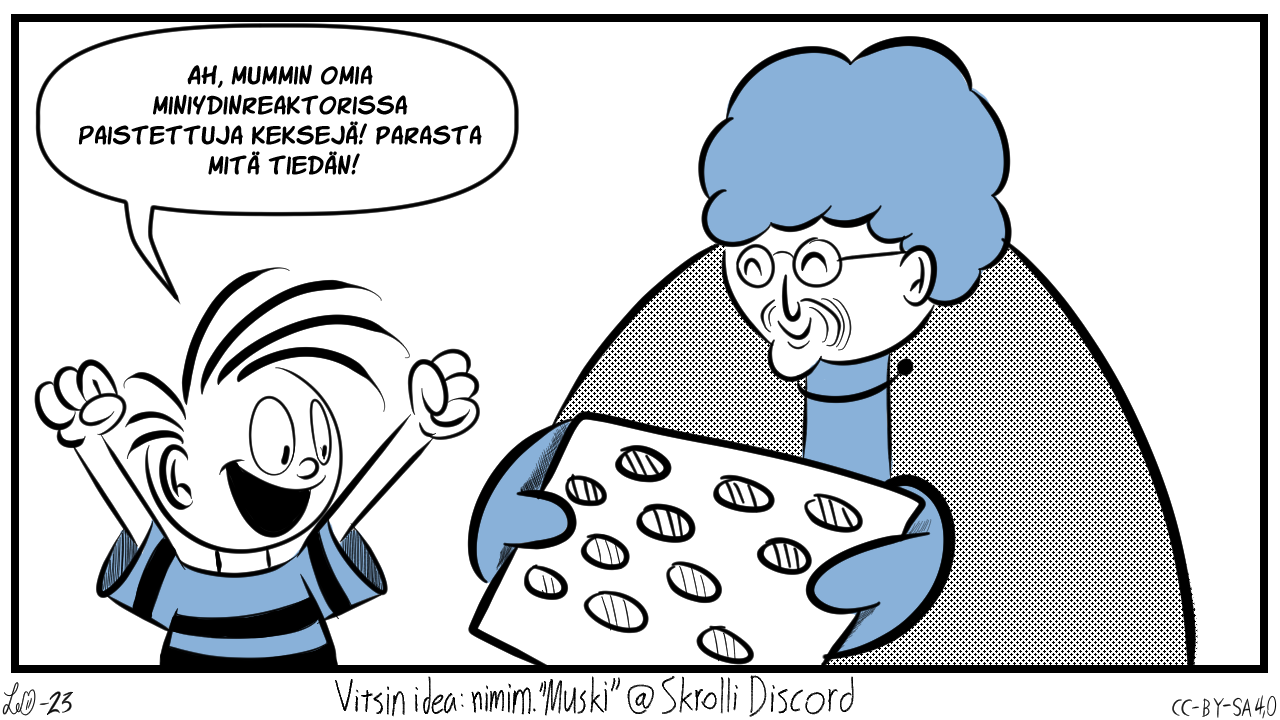 AH, MUMMIN OMIA
MINIYDINREAKTORISSA
PAISTETTUJA KEKSEJÄ! PARASTA
MITÄ TIEDÄN!
Vitsin idea: nimim. "Muski" @ Skrolli Discord
-23
CC-BY-SA 4,0